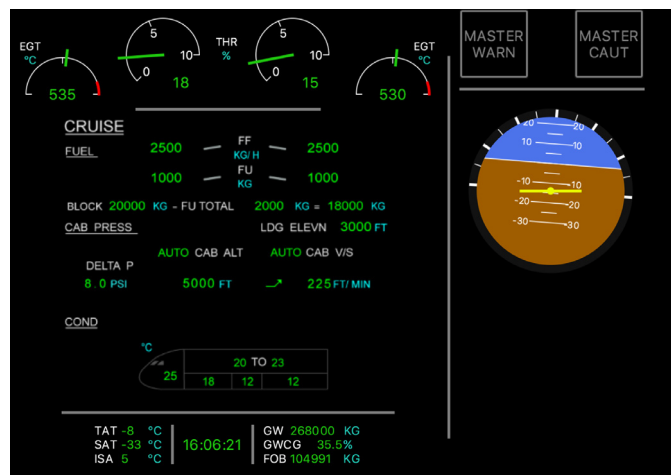 EGT °C 535
0 5 10 18
THR %
0 5 10 15
EGT °C 530
MASTER WARN
MASTER CAUT
CRUISE
FUEL
2500 FF KG/H 2500
1000 FU KG 1000
BLOCK 20000 KG - FU TOTAL 2000 KG = 18000 KG
CAB PRESS LDG ELEVN 3000 FT
AUTO CAB ALT AUTO CAB V/S
DELTA P
8.0 PSI 5000 FT 225 FT/MIN
COND
°C
20 TO 23
25 18 12 12
TAT -8 °C
SAT -33 °C
ISA 5 °C
16:06:21
GW 268000 KG
GWCG 35.5%
FOB 104991 KG
20 20
10 10
-10 -10
-20 -20
-30 -30